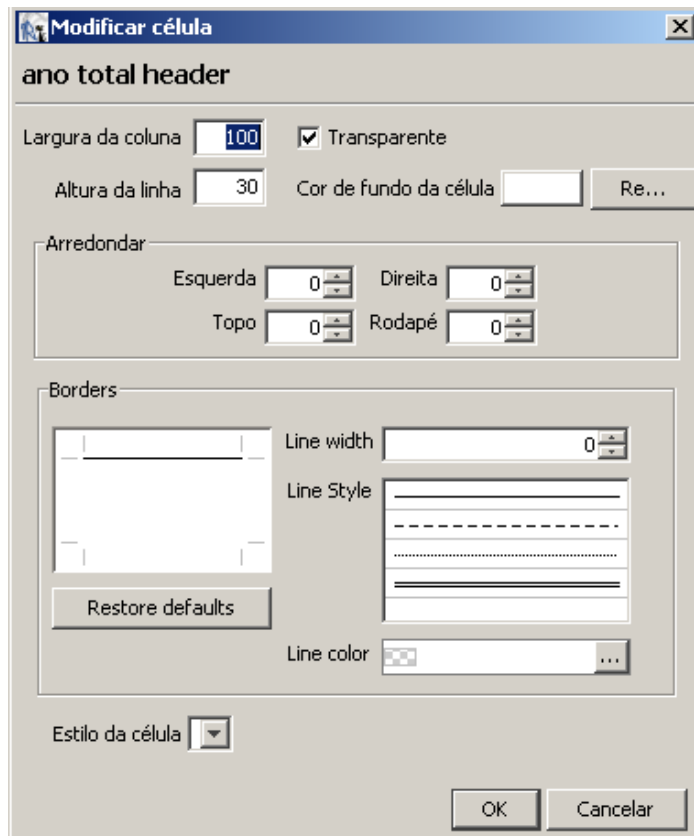 Modificar célula
ano total header
Largura da coluna 100 Transparente
Altura da linha 30 Cor de fundo da célula Re...
Arredondar
Esquerda 0 Direita 0
Topo 0 Rodapé 0
Borders
Line width 0
Line Style
Restore defaults
Line color ...
Estilo da célula
OK Cancelar